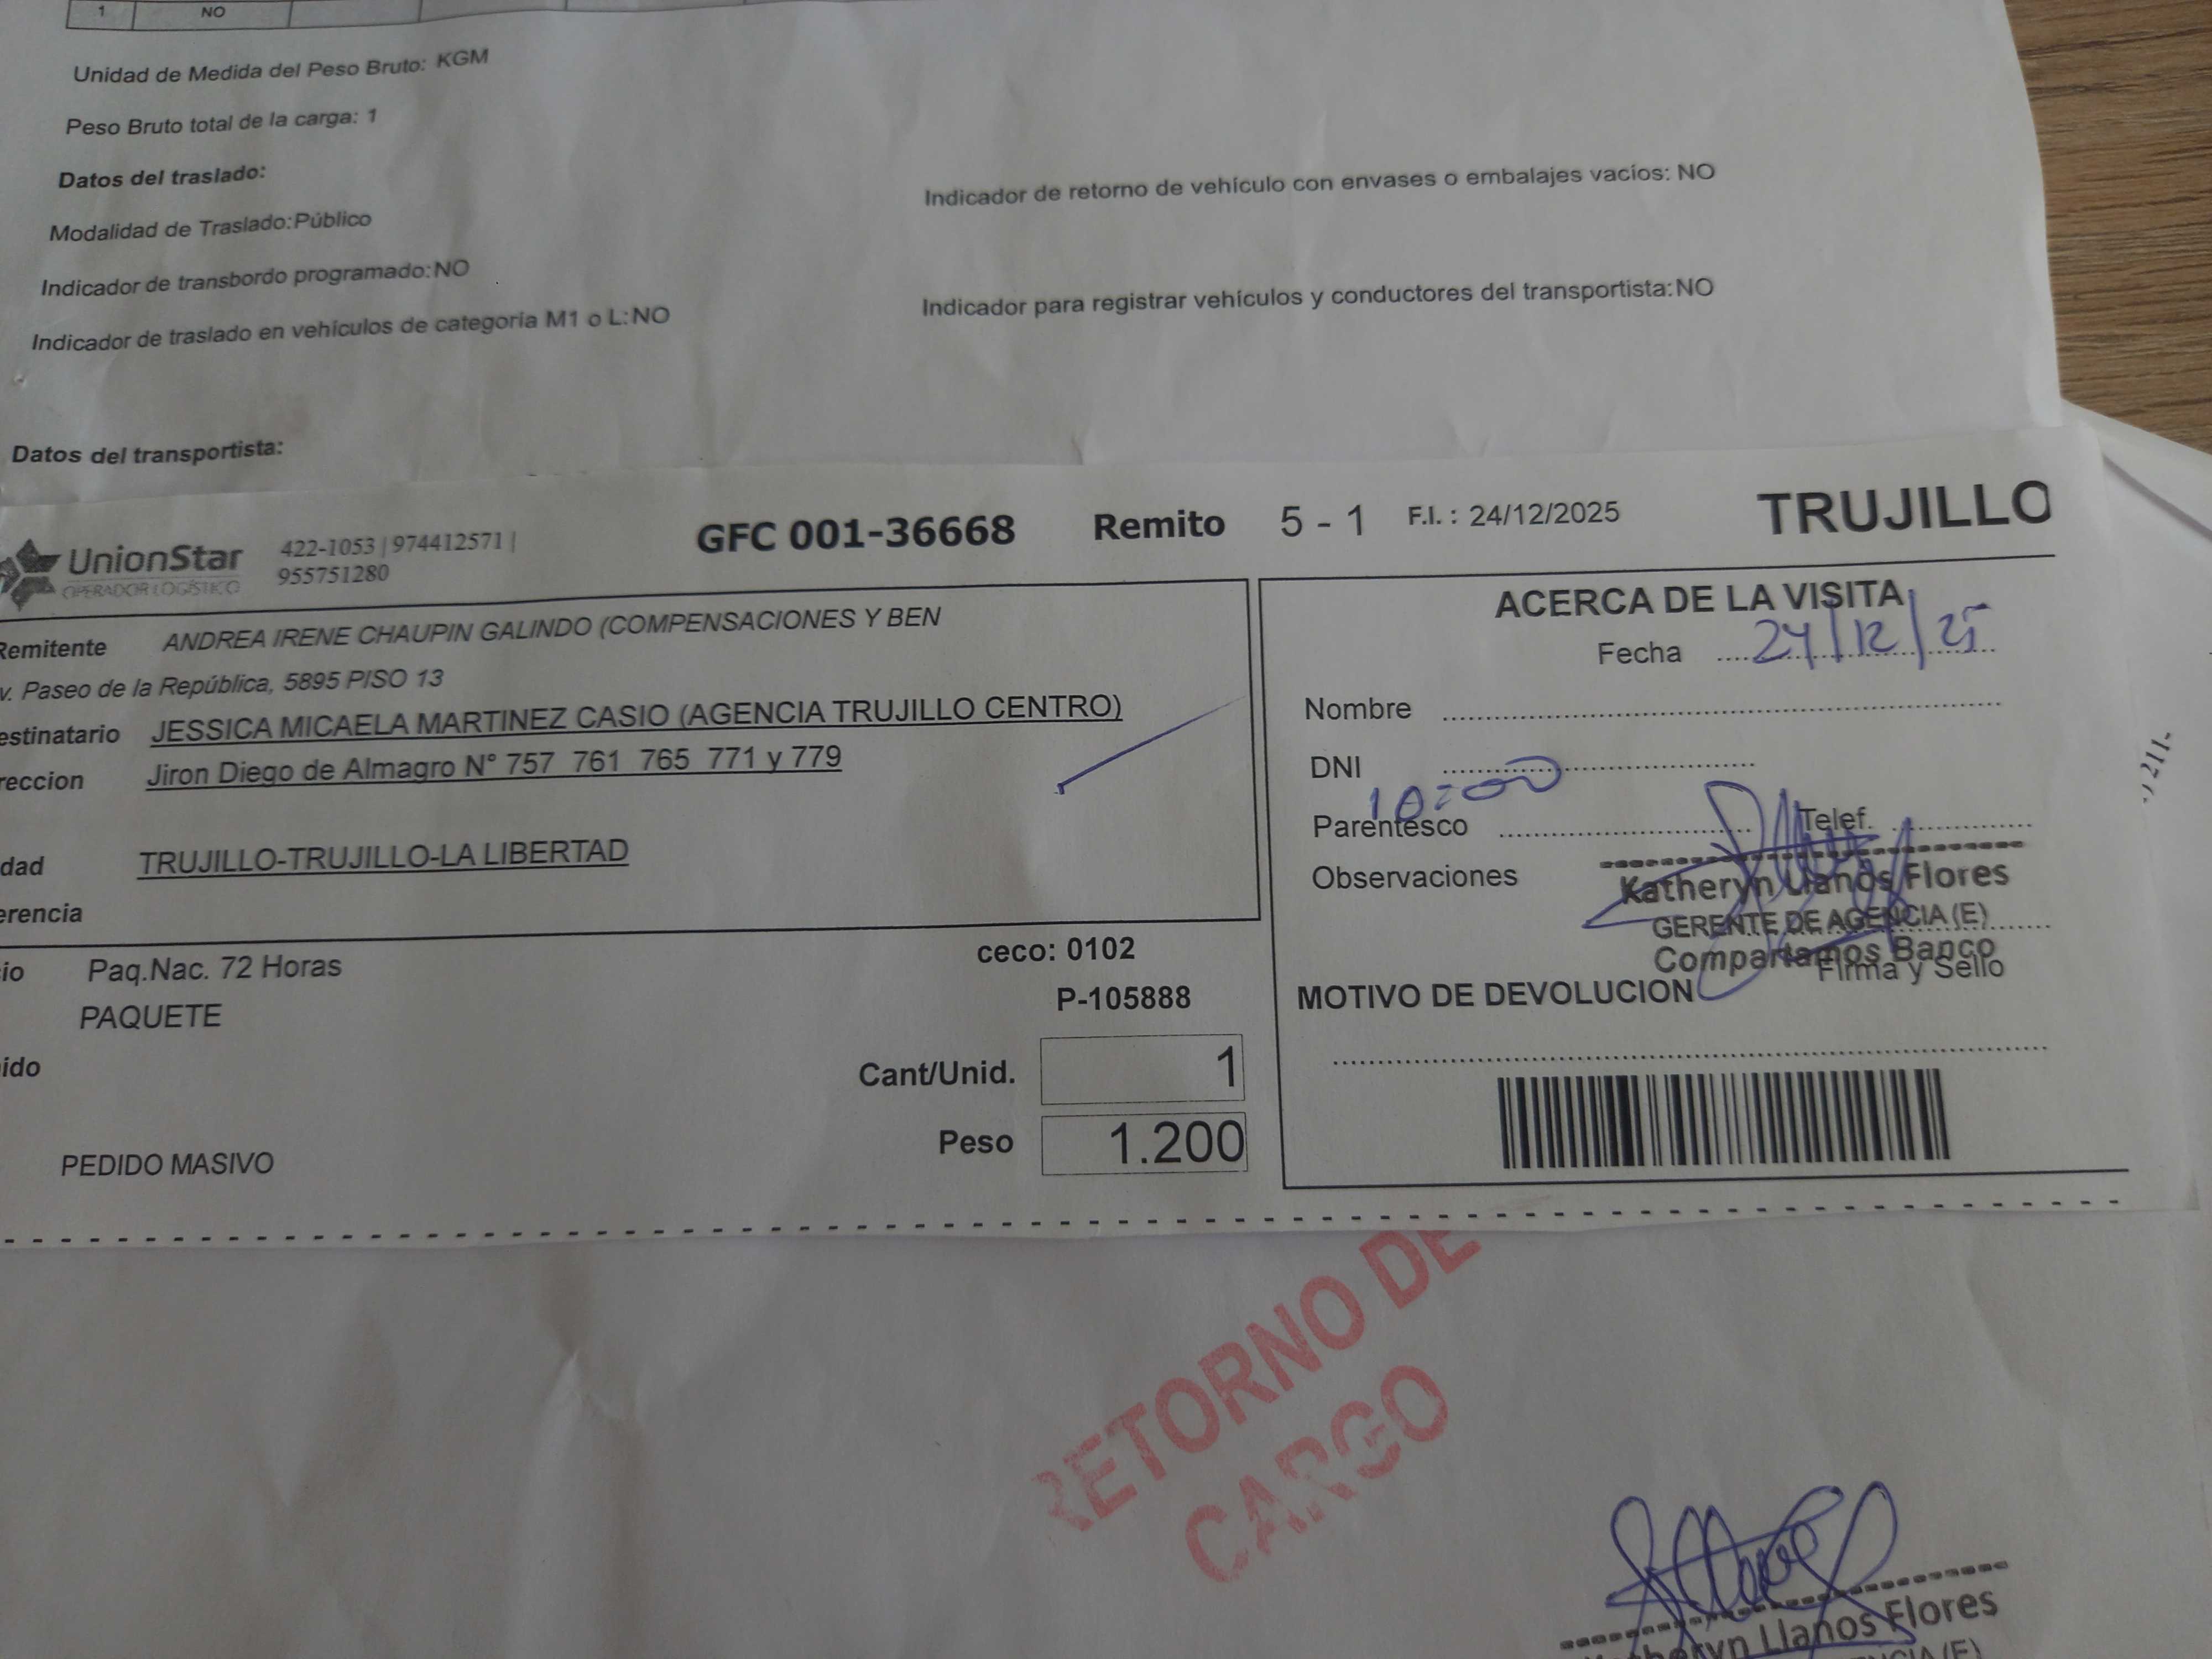 1 NO
Unidad de Medida del Peso Bruto: KGM
Peso Bruto total de la carga: 1
Datos del traslado:
Modalidad de Traslado:Público
Indicador de retorno de vehículo con envases o embalajes vacíos: NO
Indicador de transbordo programado:NO
Indicador para registrar vehículos y conductores del transportista:NO
Indicador de traslado en vehículos de categoría M1 o L:NO
Datos del transportista:
UnionStar
OPERADOR LOGÍSTICO
422-1053 | 974412571 |
955751280
GFC 001-36668 Remito 5 - 1 F.I. : 24/12/2025 TRUJILLO
Remitente ANDREA IRENE CHAUPIN GALINDO (COMPENSACIONES Y BEN
v. Paseo de la República, 5895 PISO 13
estinatario JESSICA MICAELA MARTINEZ CASIO (AGENCIA TRUJILLO CENTRO)
reccion Jiron Diego de Almagro N° 757 761 765 771 y 779
dad TRUJILLO-TRUJILLO-LA LIBERTAD
erencia
io Paq.Nac. 72 Horas
PAQUETE
ido
PEDIDO MASIVO
ceco: 0102
P-105888
Cant/Unid. 1
Peso 1.200
ACERCA DE LA VISITA
Fecha 24/12/25
Nombre
DNI
10:00
Parentesco Telef.
Observaciones
Katheryn Llanos Flores
GERENTE DE AGENCIA (E)
Compartamos Banco
Firma y Sello
MOTIVO DE DEVOLUCION
211-
RETORNO DE
CARGO
theryn Llanos Flores
NCIA (E)